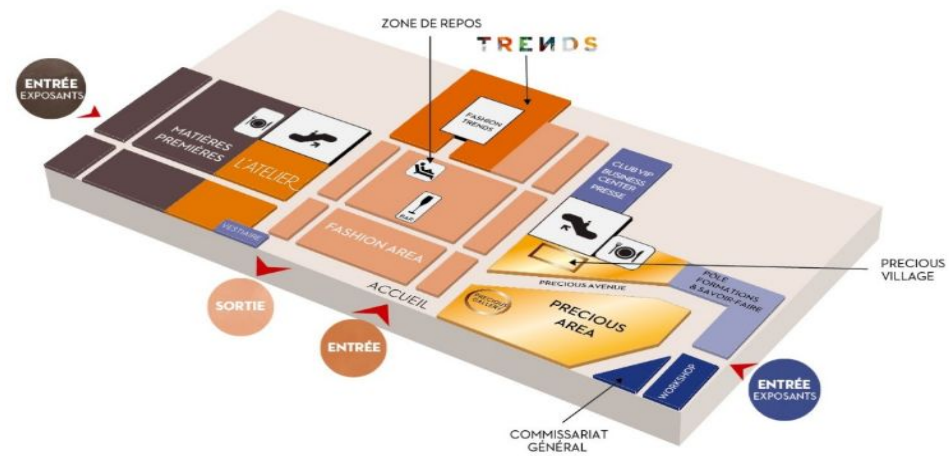 ZONE DE REPOS
TRENDS
ENTRÉE
EXPOSANTS
MATIÈRES
PREMIÈRES
L'ATELIER
VESTIAIRE
FASHION
TRENDS
BAR
FASHION AREA
CLUB VIP
BUSINESS
CENTER
PRESSE
PRECIOUS
VILLAGE
PRECIOUS AVENUE
PÔLE
FORMATIONS
& SAVOIR-FAIRE
PRECIOUS
GALLERY
PRECIOUS
AREA
ACCUEIL
SORTIE
ENTRÉE
WORKSHOP
ENTRÉE
EXPOSANTS
COMMISSARIAT
GÉNÉRAL